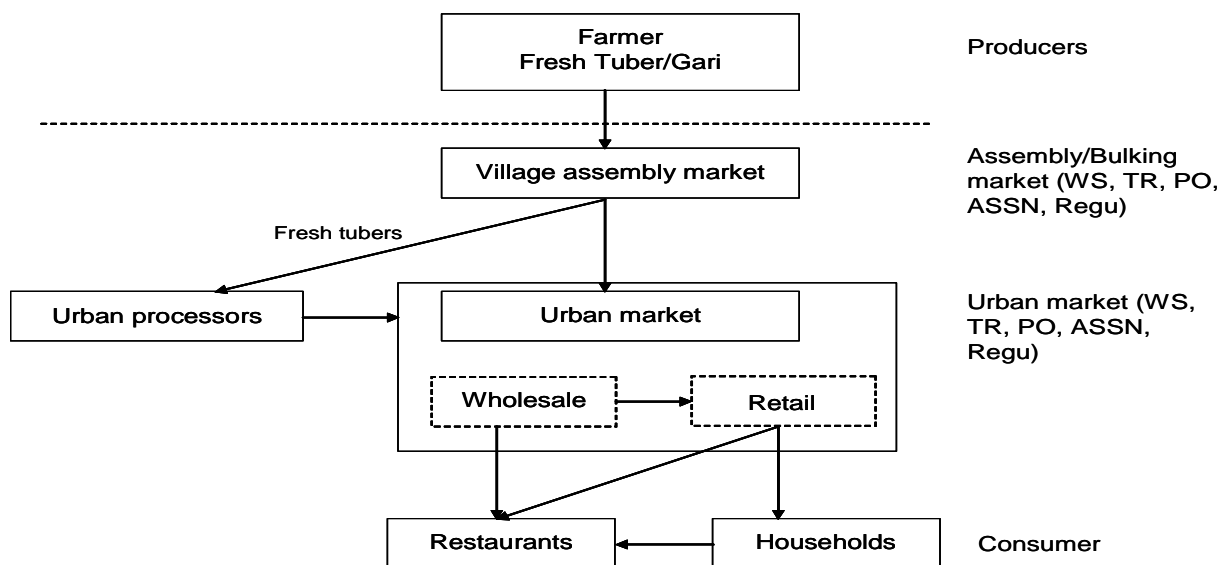 Farmer
Fresh Tuber/Gari
Producers
Village assembly market
Assembly/Bulking
market (WS, TR, PO,
ASSN, Regu)
Fresh tubers
Urban processors
Urban market
Urban market (WS,
TR, PO, ASSN,
Regu)
Wholesale
Retail
Restaurants
Households
Consumer